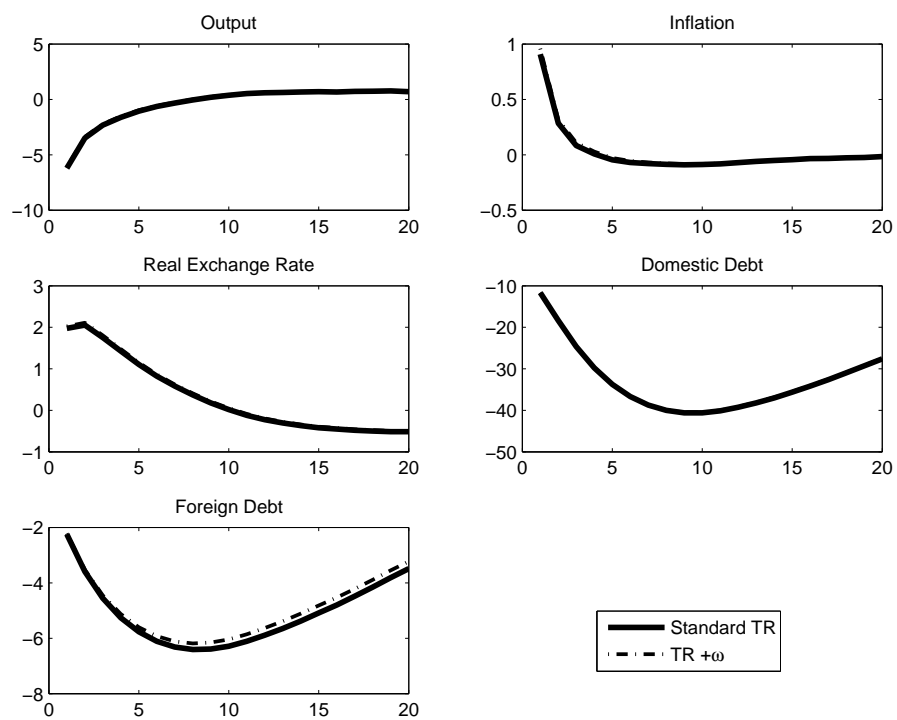 Output
5
0
−5
−10
0 5 10 15 20
Inflation
1
0.5
0
−0.5
0 5 10 15 20
Real Exchange Rate
3
2
1
0
−1
0 5 10 15 20
Domestic Debt
−10
−20
−30
−40
−50
0 5 10 15 20
Foreign Debt
−2
−4
−6
−8
0 5 10 15 20
Standard TR
TR +ω